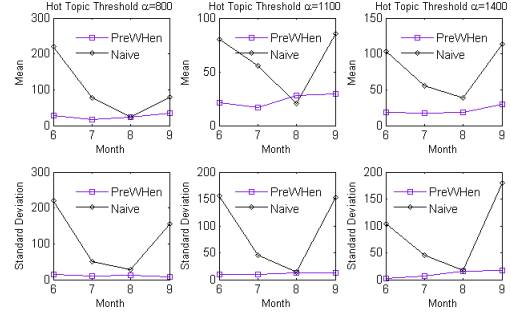 Hot Topic Threshold α=800
Hot Topic Threshold α=1100
Hot Topic Threshold α=1400
300
200
100
0
Mean
6 7 8 9
Month
PreWHen
Naive
100
50
0
Mean
6 7 8 9
Month
PreWHen
Naive
150
100
50
0
Mean
6 7 8 9
Month
PreWHen
Naive
300
200
100
0
Standard Deviation
6 7 8 9
Month
PreWHen
Naive
200
150
100
50
0
Standard Deviation
6 7 8 9
Month
PreWHen
Naive
200
150
100
50
0
Standard Deviation
6 7 8 9
Month
PreWHen
Naive